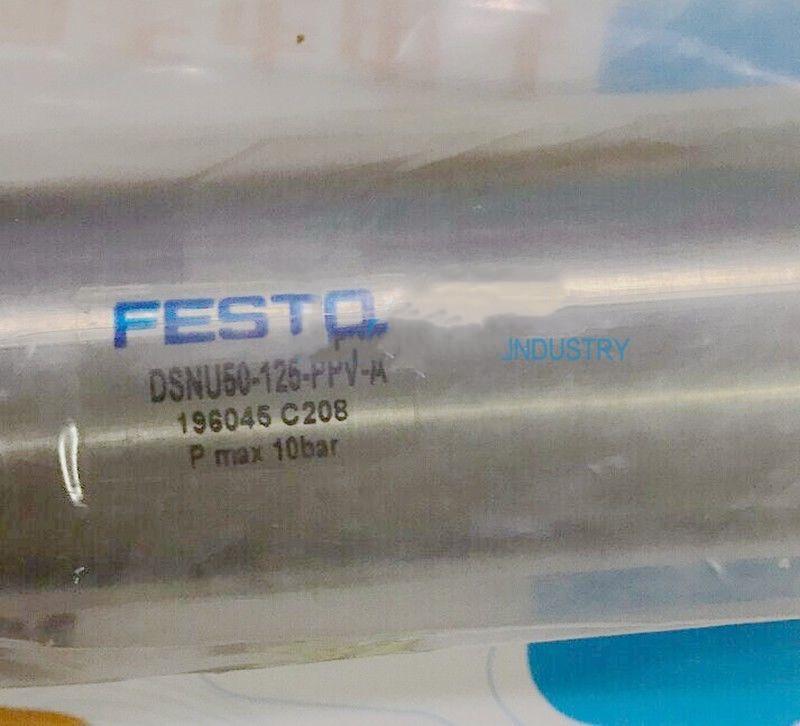 FESTO
DSNU50-125-PPV-A
196045 C208
P max 10bar
INDUSTRY